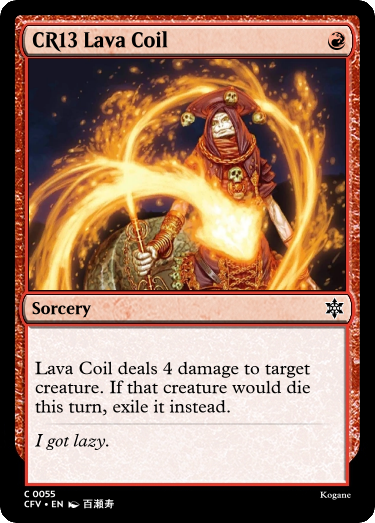 CR13 Lava Coil
Sorcery
Lava Coil deals 4 damage to target
creature. If that creature would die
this turn, exile it instead.
I got lazy.
C 0055
Kogane
CFV • EN 百瀬寿